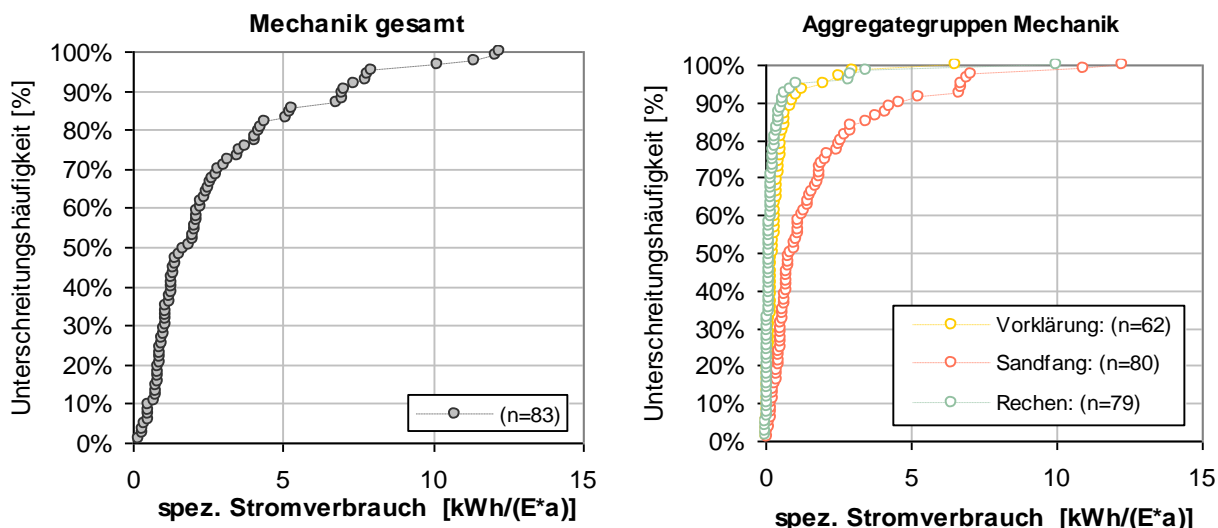 Mechanik gesamt
Unterschreitungshäufigkeit [%]
100%
90%
80%
70%
60%
50%
40%
30%
20%
10%
0%
(n=83)
0 5 10 15
spez. Stromverbrauch [kWh/(E*a)]
Aggregategruppen Mechanik
Unterschreitungshäufigkeit [%]
100%
90%
80%
70%
60%
50%
40%
30%
20%
10%
0%
Vorklärung: (n=62)
Sandfang: (n=80)
Rechen: (n=79)
0 5 10 15
spez. Stromverbrauch [kWh/(E*a)]